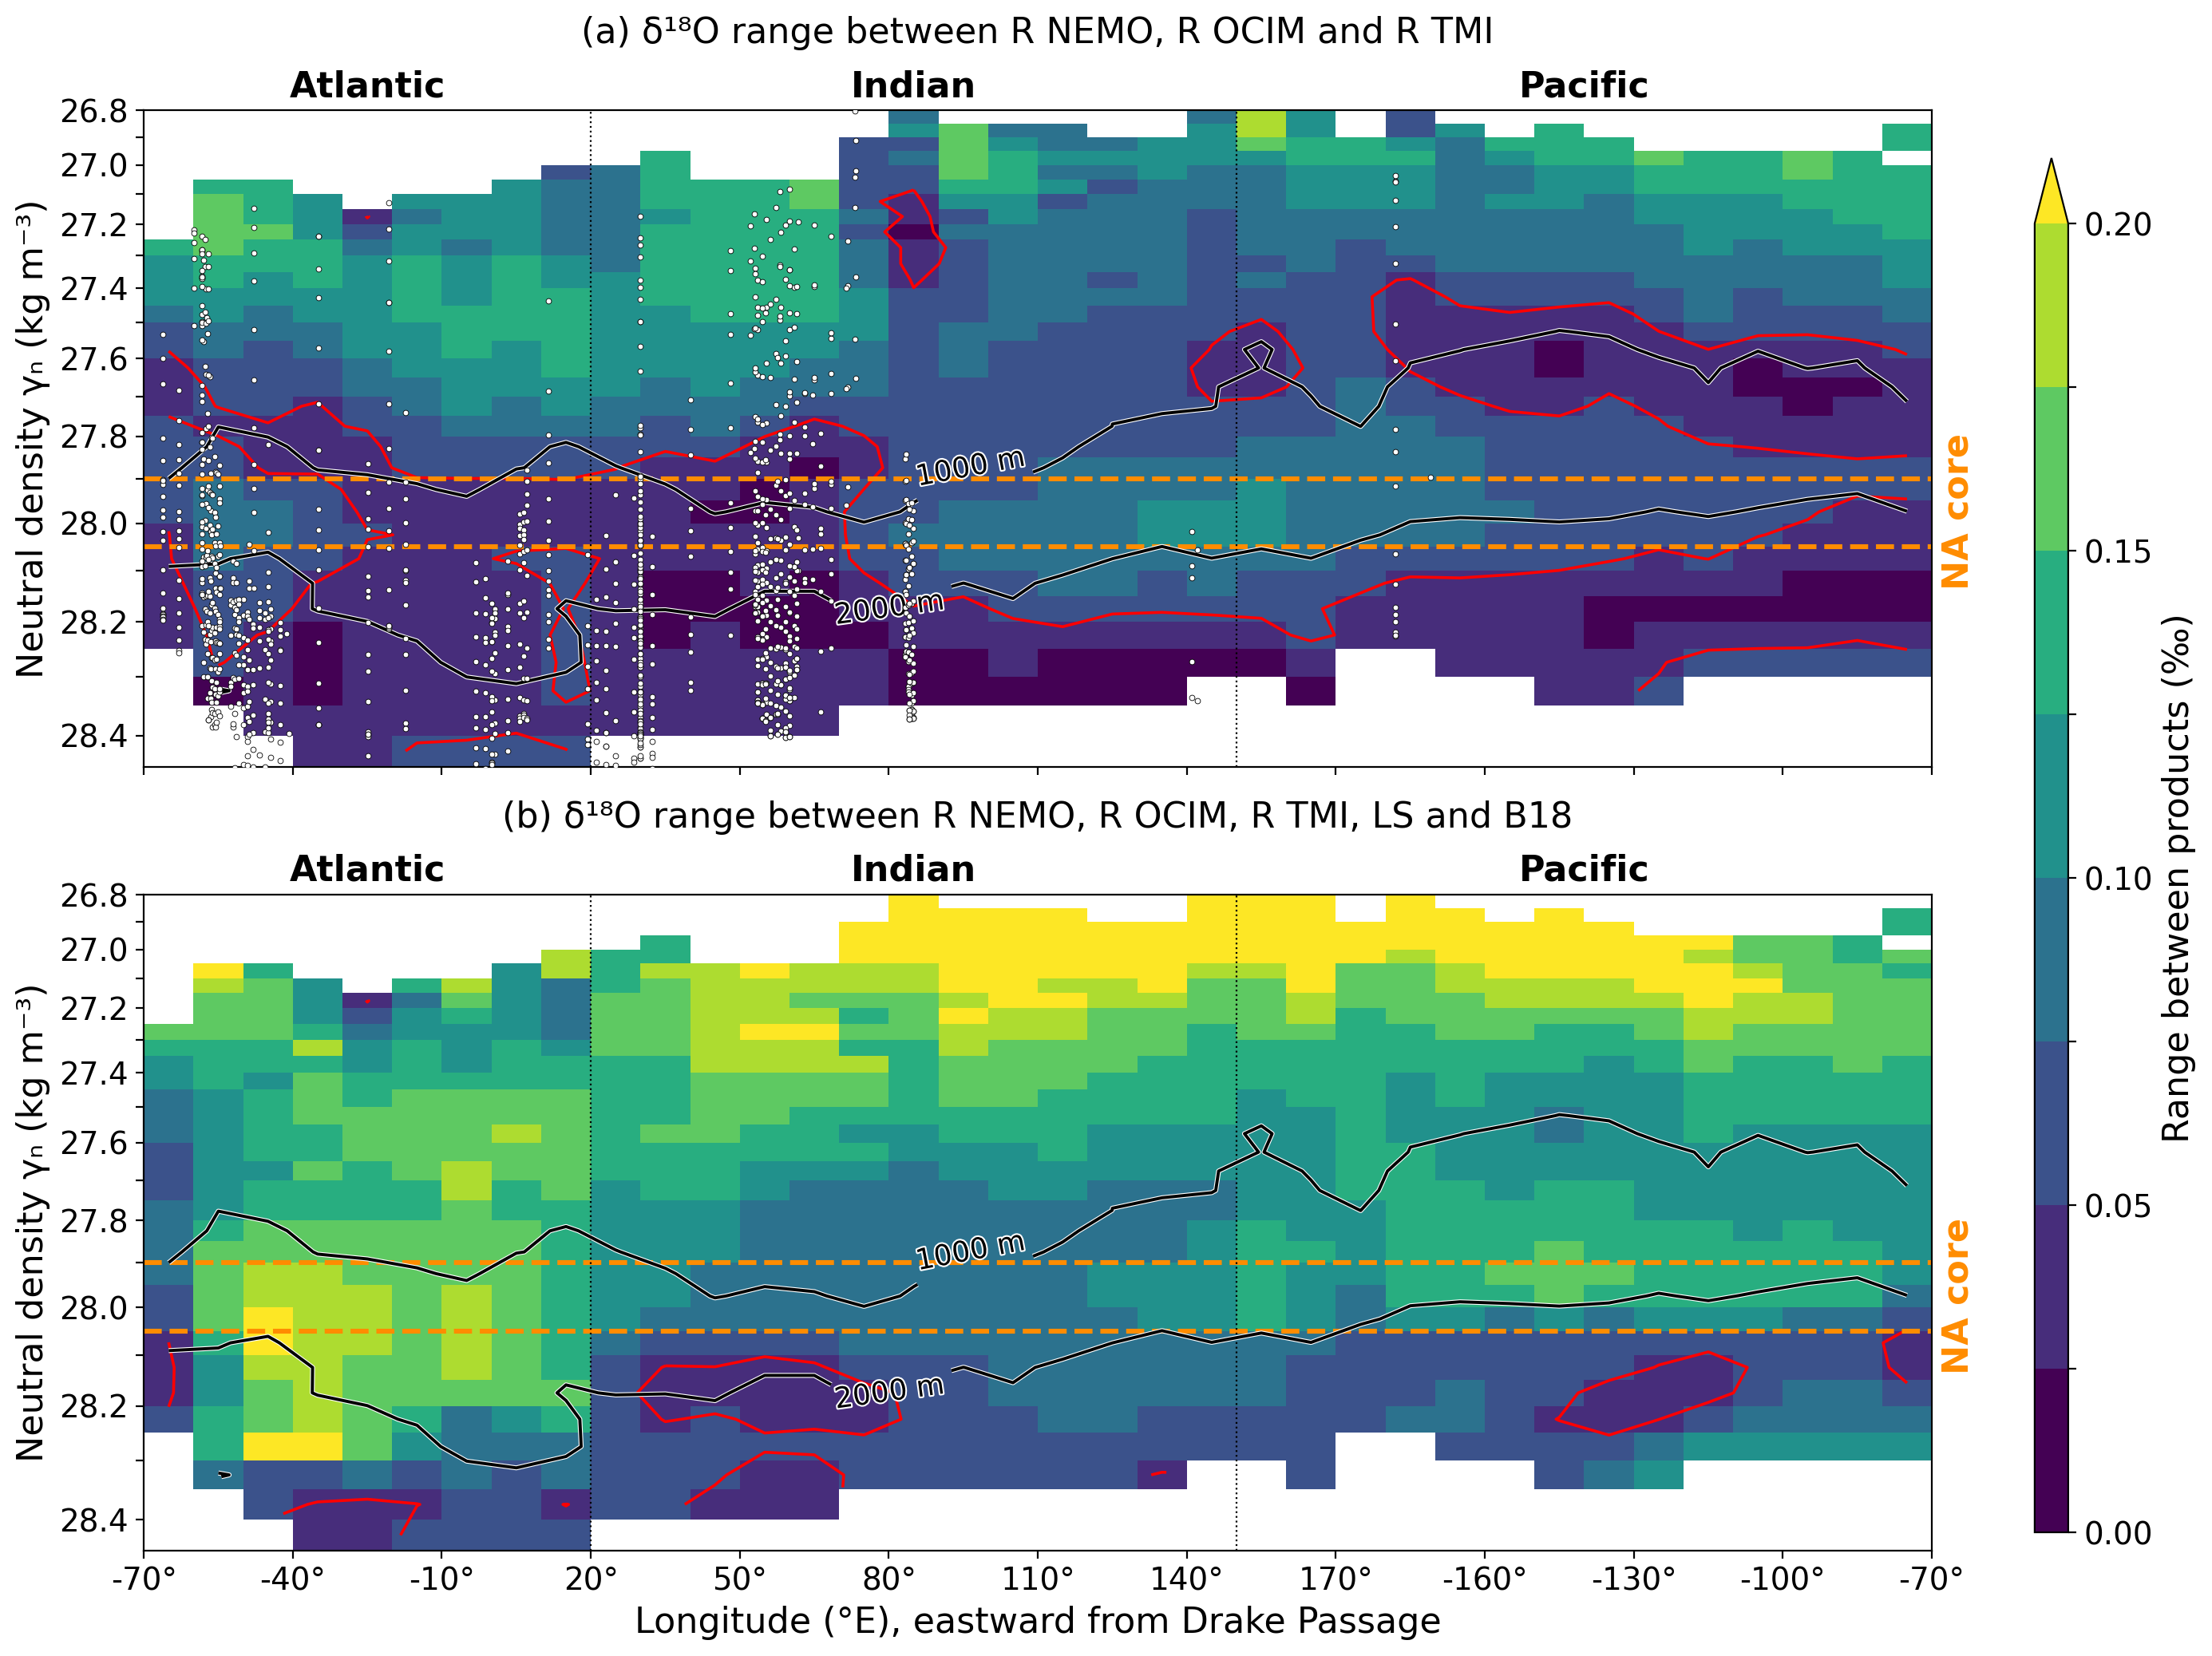 (a) δ¹⁸O range between R NEMO, R OCIM and R TMI
Atlantic
Indian
Pacific
26.8
27.0
27.2
27.4
27.6
27.8
28.0
28.2
28.4
Neutral density γₙ (kg m⁻³)
1000 m
2000 m
NA core
(b) δ¹⁸O range between R NEMO, R OCIM, R TMI, LS and B18
Atlantic
Indian
Pacific
26.8
27.0
27.2
27.4
27.6
27.8
28.0
28.2
28.4
Neutral density γₙ (kg m⁻³)
1000 m
2000 m
NA core
-70° -40° -10° 20° 50° 80° 110° 140° 170° -160° -130° -100° -70°
Longitude (°E), eastward from Drake Passage
0.20
0.15
0.10
0.05
0.00
Range between products (‰)